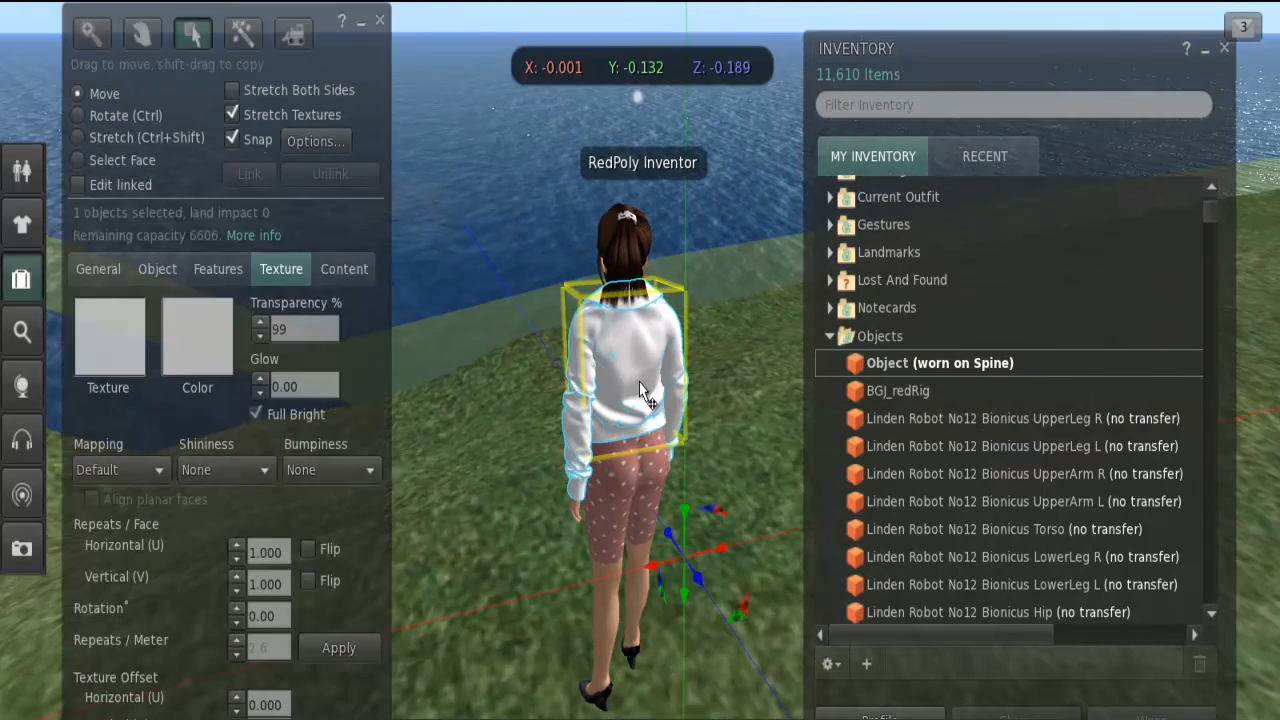 ?
Drag to move, shift-drag to copy
Move
Rotate (Ctrl)
Stretch (Ctrl+Shift)
Select Face
Edit linked
Stretch Both Sides
Stretch Textures
Snap
Options...
Link
Unlink
1 objects selected, land impact 0
Remaining capacity 6606. More info
General
Object
Features
Texture
Content
Texture
Color
Transparency %
99
Glow
0.00
Full Bright
Mapping
Shininess
Bumpiness
Default
None
None
Align planar faces
Repeats / Face
Horizontal (U)
1.000
Flip
Vertical (V)
1.000
Flip
Rotation°
0.00
Repeats / Meter
2.6
Apply
Texture Offset
Horizontal (U)
0.000
X: -0.001 Y: -0.132 Z: -0.189
RedPoly Inventor
3
INVENTORY
?
11,610 Items
Filter Inventory
MY INVENTORY
RECENT
Current Outfit
Gestures
Landmarks
Lost And Found
Notecards
Objects
Object (worn on Spine)
BGJ_redRig
Linden Robot No12 Bionicus UpperLeg R (no transfer)
Linden Robot No12 Bionicus UpperLeg L (no transfer)
Linden Robot No12 Bionicus UpperArm R (no transfer)
Linden Robot No12 Bionicus UpperArm L (no transfer)
Linden Robot No12 Bionicus Torso (no transfer)
Linden Robot No12 Bionicus LowerLeg R (no transfer)
Linden Robot No12 Bionicus LowerLeg L (no transfer)
Linden Robot No12 Bionicus Hip (no transfer)